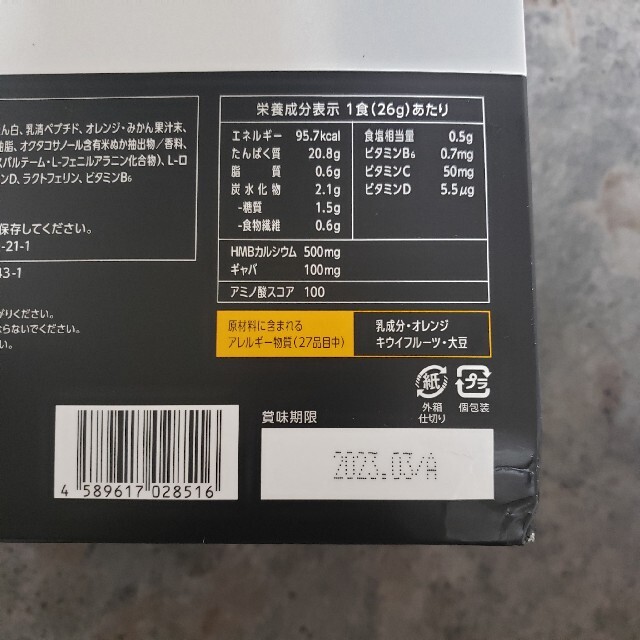 ん白、乳清ペプチド、オレンジ・みかん果汁末、
油脂、オクタコサノール含有米ぬか抽出物/香料、
スパルテーム・L-フェニルアラニン化合物)、L-ロ
ンD、ラクトフェリン、ビタミンB₆
保存してください。
-21-1
43-1
がりください。
ならないでください。
い。
栄養成分表示 1食(26g)あたり
エネルギー 95.7kcal
たんぱく質 20.8g
脂質 0.6g
炭水化物 2.1g
-糖質 1.5g
-食物繊維 0.6g
食塩相当量 0.5g
ビタミンB₆ 0.7mg
ビタミンC 50mg
ビタミンD 5.5μg
HMBカルシウム 500mg
ギャバ 100mg
アミノ酸スコア 100
原材料に含まれる
アレルギー物質(27品目中)
乳成分・オレンジ
キウイフルーツ・大豆
紙
外箱
仕切り
プラ
個包装
賞味期限
2023.03/A
4 589617 028516